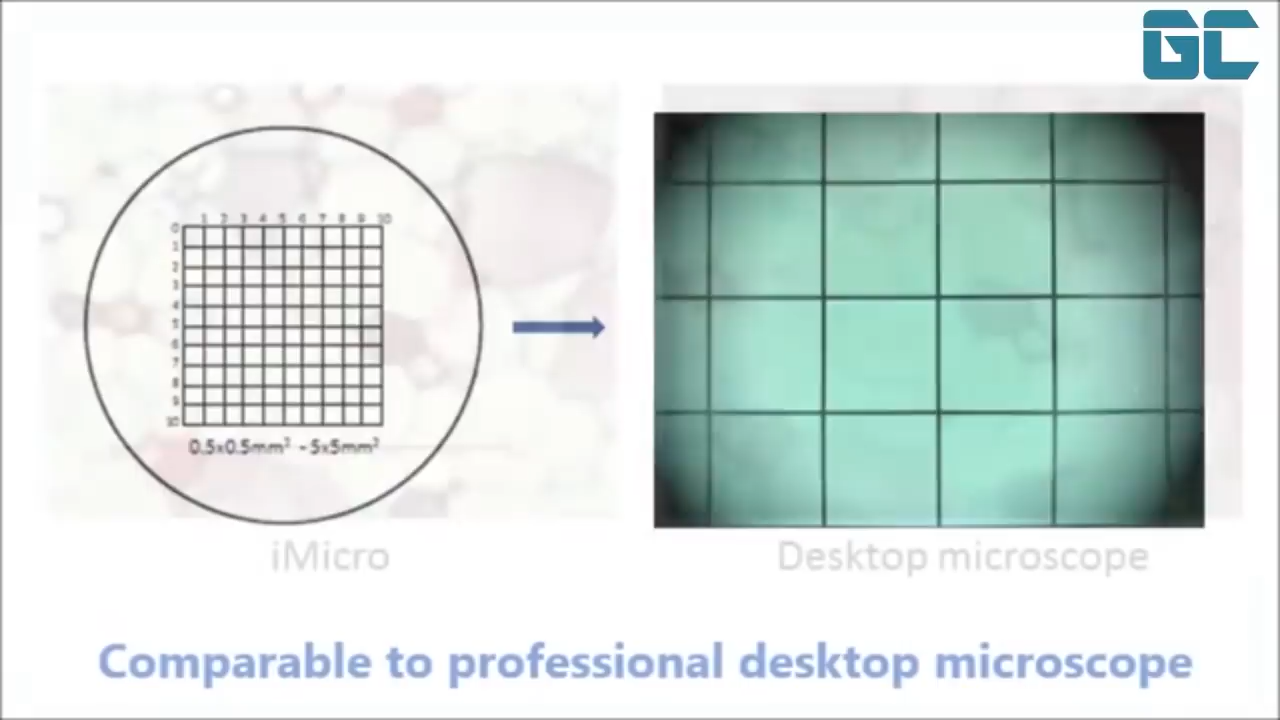 GC
1 2 3 4 5 6 7 8 9 10
0
1
2
3
4
5
6
7
8
9
10
0.5x0.5mm² - 5x5mm²
iMicro
Desktop microscope
Comparable to professional desktop microscope